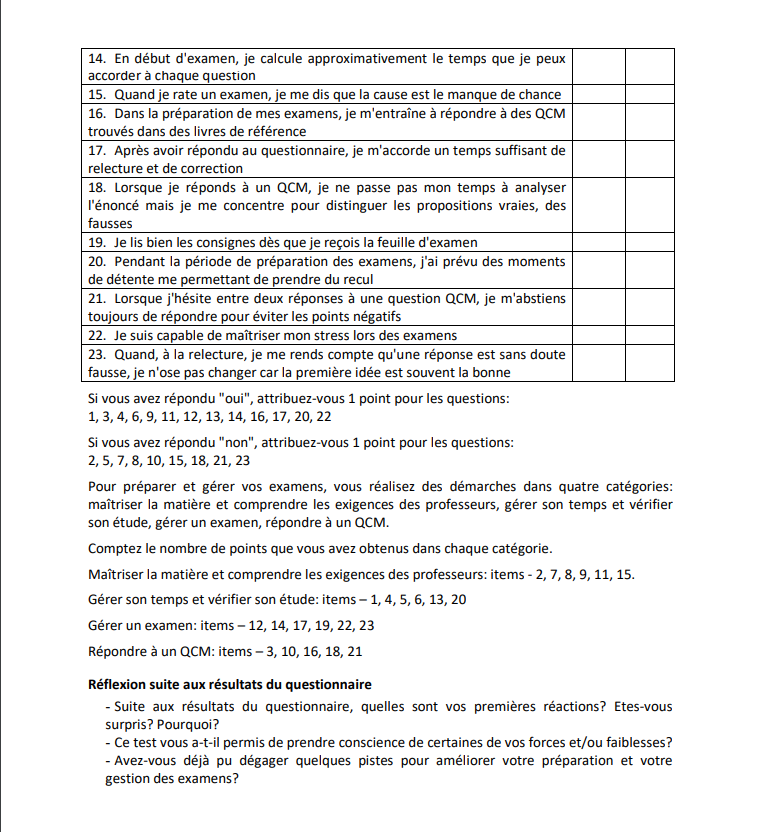 14. En début d'examen, je calcule approximativement le temps que je peux
accorder à chaque question
15. Quand je rate un examen, je me dis que la cause est le manque de chance
16. Dans la préparation de mes examens, je m'entraîne à répondre à des QCM
trouvés dans des livres de référence
17. Après avoir répondu au questionnaire, je m'accorde un temps suffisant de
relecture et de correction
18. Lorsque je réponds à un QCM, je ne passe pas mon temps à analyser
l'énoncé mais je me concentre pour distinguer les propositions vraies, des
fausses
19. Je lis bien les consignes dès que je reçois la feuille d'examen
20. Pendant la période de préparation des examens, j'ai prévu des moments
de détente me permettant de prendre du recul
21. Lorsque j'hésite entre deux réponses à une question QCM, je m'abstiens
toujours de répondre pour éviter les points négatifs
22. Je suis capable de maîtriser mon stress lors des examens
23. Quand, à la relecture, je me rends compte qu'une réponse est sans doute
fausse, je n'ose pas changer car la première idée est souvent la bonne
Si vous avez répondu "oui", attribuez-vous 1 point pour les questions:
1, 3, 4, 6, 9, 11, 12, 13, 14, 16, 17, 20, 22
Si vous avez répondu "non", attribuez-vous 1 point pour les questions:
2, 5, 7, 8, 10, 15, 18, 21, 23
Pour préparer et gérer vos examens, vous réalisez des démarches dans quatre catégories:
maîtriser la matière et comprendre les exigences des professeurs, gérer son temps et vérifier
son étude, gérer un examen, répondre à un QCM.
Comptez le nombre de points que vous avez obtenus dans chaque catégorie.
Maîtriser la matière et comprendre les exigences des professeurs: items - 2, 7, 8, 9, 11, 15.
Gérer son temps et vérifier son étude: items – 1, 4, 5, 6, 13, 20
Gérer un examen: items – 12, 14, 17, 19, 22, 23
Répondre à un QCM: items – 3, 10, 16, 18, 21
Réflexion suite aux résultats du questionnaire
- Suite aux résultats du questionnaire, quelles sont vos premières réactions? Etes-vous
surpris? Pourquoi?
- Ce test vous a-t-il permis de prendre conscience de certaines de vos forces et/ou faiblesses?
- Avez-vous déjà pu dégager quelques pistes pour améliorer votre préparation et votre
gestion des examens?